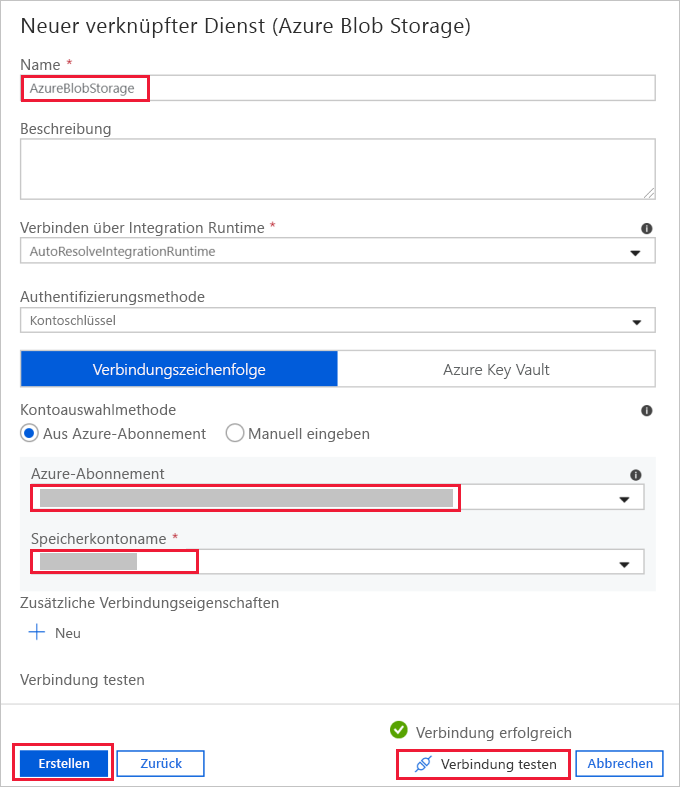 Neuer verknüpfter Dienst (Azure Blob Storage)
Name *
AzureBlobStorage
Beschreibung
Verbinden über Integration Runtime *
AutoResolveIntegrationRuntime
Authentifizierungsmethode
Kontoschlüssel
Verbindungszeichenfolge
Azure Key Vault
Kontoauswahlmethode
Aus Azure-Abonnement
Manuell eingeben
Azure-Abonnement
Speicherkontoname *
Zusätzliche Verbindungseigenschaften
Neu
Verbindung testen
Verbindung erfolgreich
Erstellen
Zurück
Verbindung testen
Abbrechen